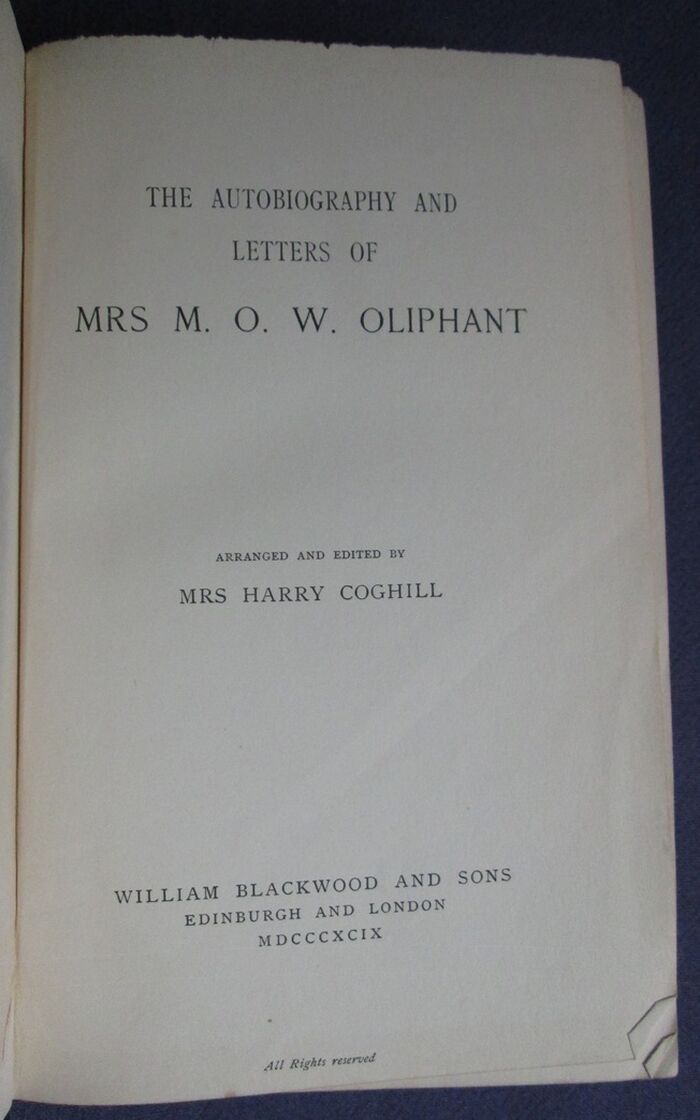 THE AUTOBIOGRAPHY AND
LETTERS OF
MRS M. O. W. OLIPHANT
ARRANGED AND EDITED BY
MRS HARRY COGHILL
WILLIAM BLACKWOOD AND SONS
EDINBURGH AND LONDON
MDCCCXCIX
All Rights reserved